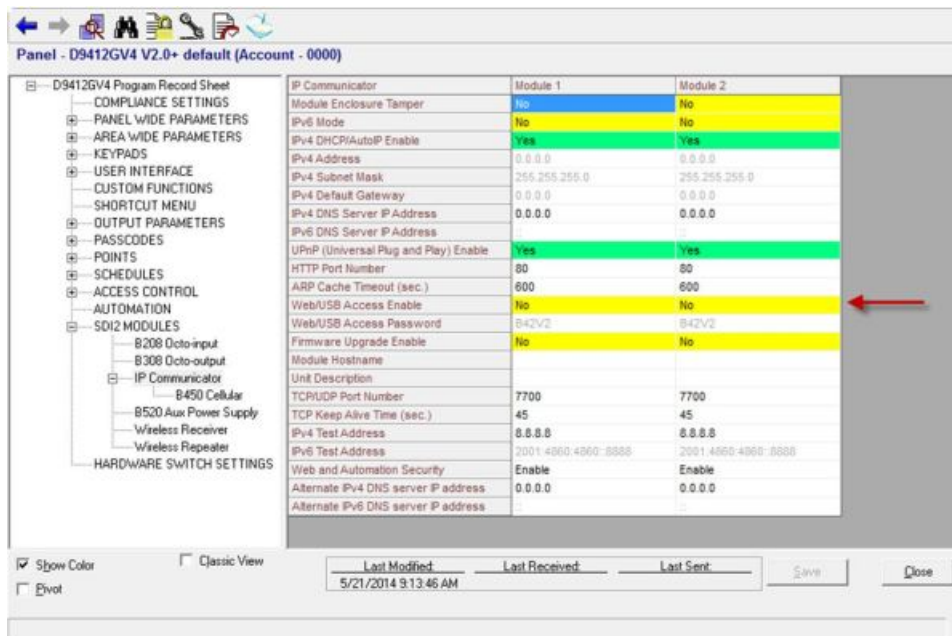 Panel - D9412GV4 V2.0+ default (Account - 0000)
D9412GV4 Program Record Sheet
COMPLIANCE SETTINGS
PANEL WIDE PARAMETERS
AREA WIDE PARAMETERS
KEYPADS
USER INTERFACE
CUSTOM FUNCTIONS
SHORTCUT MENU
OUTPUT PARAMETERS
PASSCODES
POINTS
SCHEDULES
ACCESS CONTROL
AUTOMATION
SDI2 MODULES
B208 Octo-input
B308 Octo-output
IP Communicator
B450 Cellular
B520 Aux Power Supply
Wireless Receiver
Wireless Repeater
HARDWARE SWITCH SETTINGS
IP Communicator Module 1 Module 2
Module Enclosure Tamper No No
IPv6 Mode No No
IPv4 DHCP/AutoIP Enable Yes Yes
IPv4 Address 0.0.0.0 0.0.0.0
IPv4 Subnet Mask 255.255.255.0 255.255.255.0
IPv4 Default Gateway 0.0.0.0 0.0.0.0
IPv4 DNS Server IP Address 0.0.0.0 0.0.0.0
IPv6 DNS Server IP Address :: ::
UPnP (Universal Plug and Play) Enable Yes Yes
HTTP Port Number 80 80
ARP Cache Timeout (sec.) 600 600
Web/USB Access Enable No No
Web/USB Access Password B42V2 B42V2
Firmware Upgrade Enable No No
Module Hostname
Unit Description
TCP/UDP Port Number 7700 7700
TCP Keep Alive Time (sec.) 45 45
IPv4 Test Address 8.8.8.8 8.8.8.8
IPv6 Test Address 2001:4860:4860::8888 2001:4860:4860::8888
Web and Automation Security Enable Enable
Alternate IPv4 DNS server IP address 0.0.0.0 0.0.0.0
Alternate IPv6 DNS server IP address :: ::
Show Color Classic View
Pivot
Last Modified: Last Received: Last Sent:
5/21/2014 9:13:46 AM
Save Close